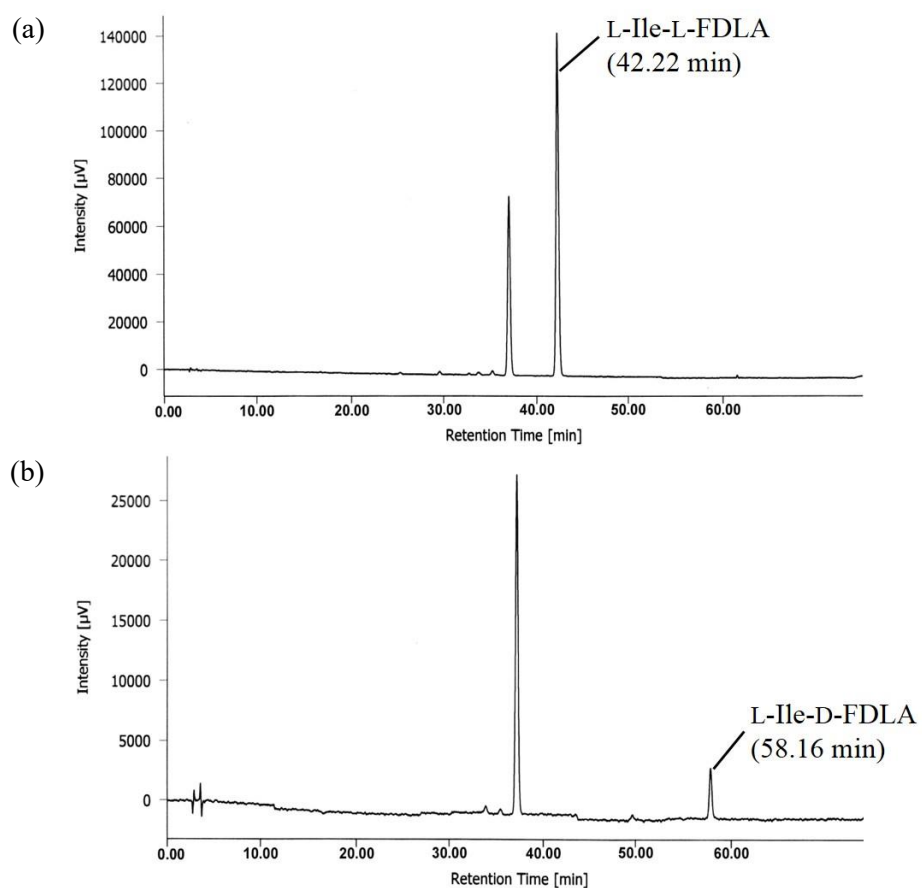 (a)
L-Ile-L-FDLA
(42.22 min)
140000
120000
100000
80000
60000
40000
20000
0
Intensity [μV]
0.00 10.00 20.00 30.00 40.00 50.00 60.00
Retention Time [min]
(b)
25000
20000
15000
10000
5000
0
Intensity [μV]
L-Ile-D-FDLA
(58.16 min)
0.00 10.00 20.00 30.00 40.00 50.00 60.00
Retention Time [min]